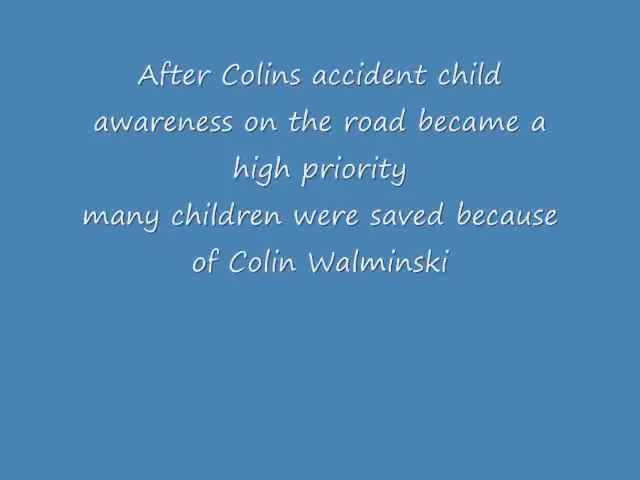 After Colins accident child
awareness on the road became a
high priority
many children were saved because
of Colin Walminski